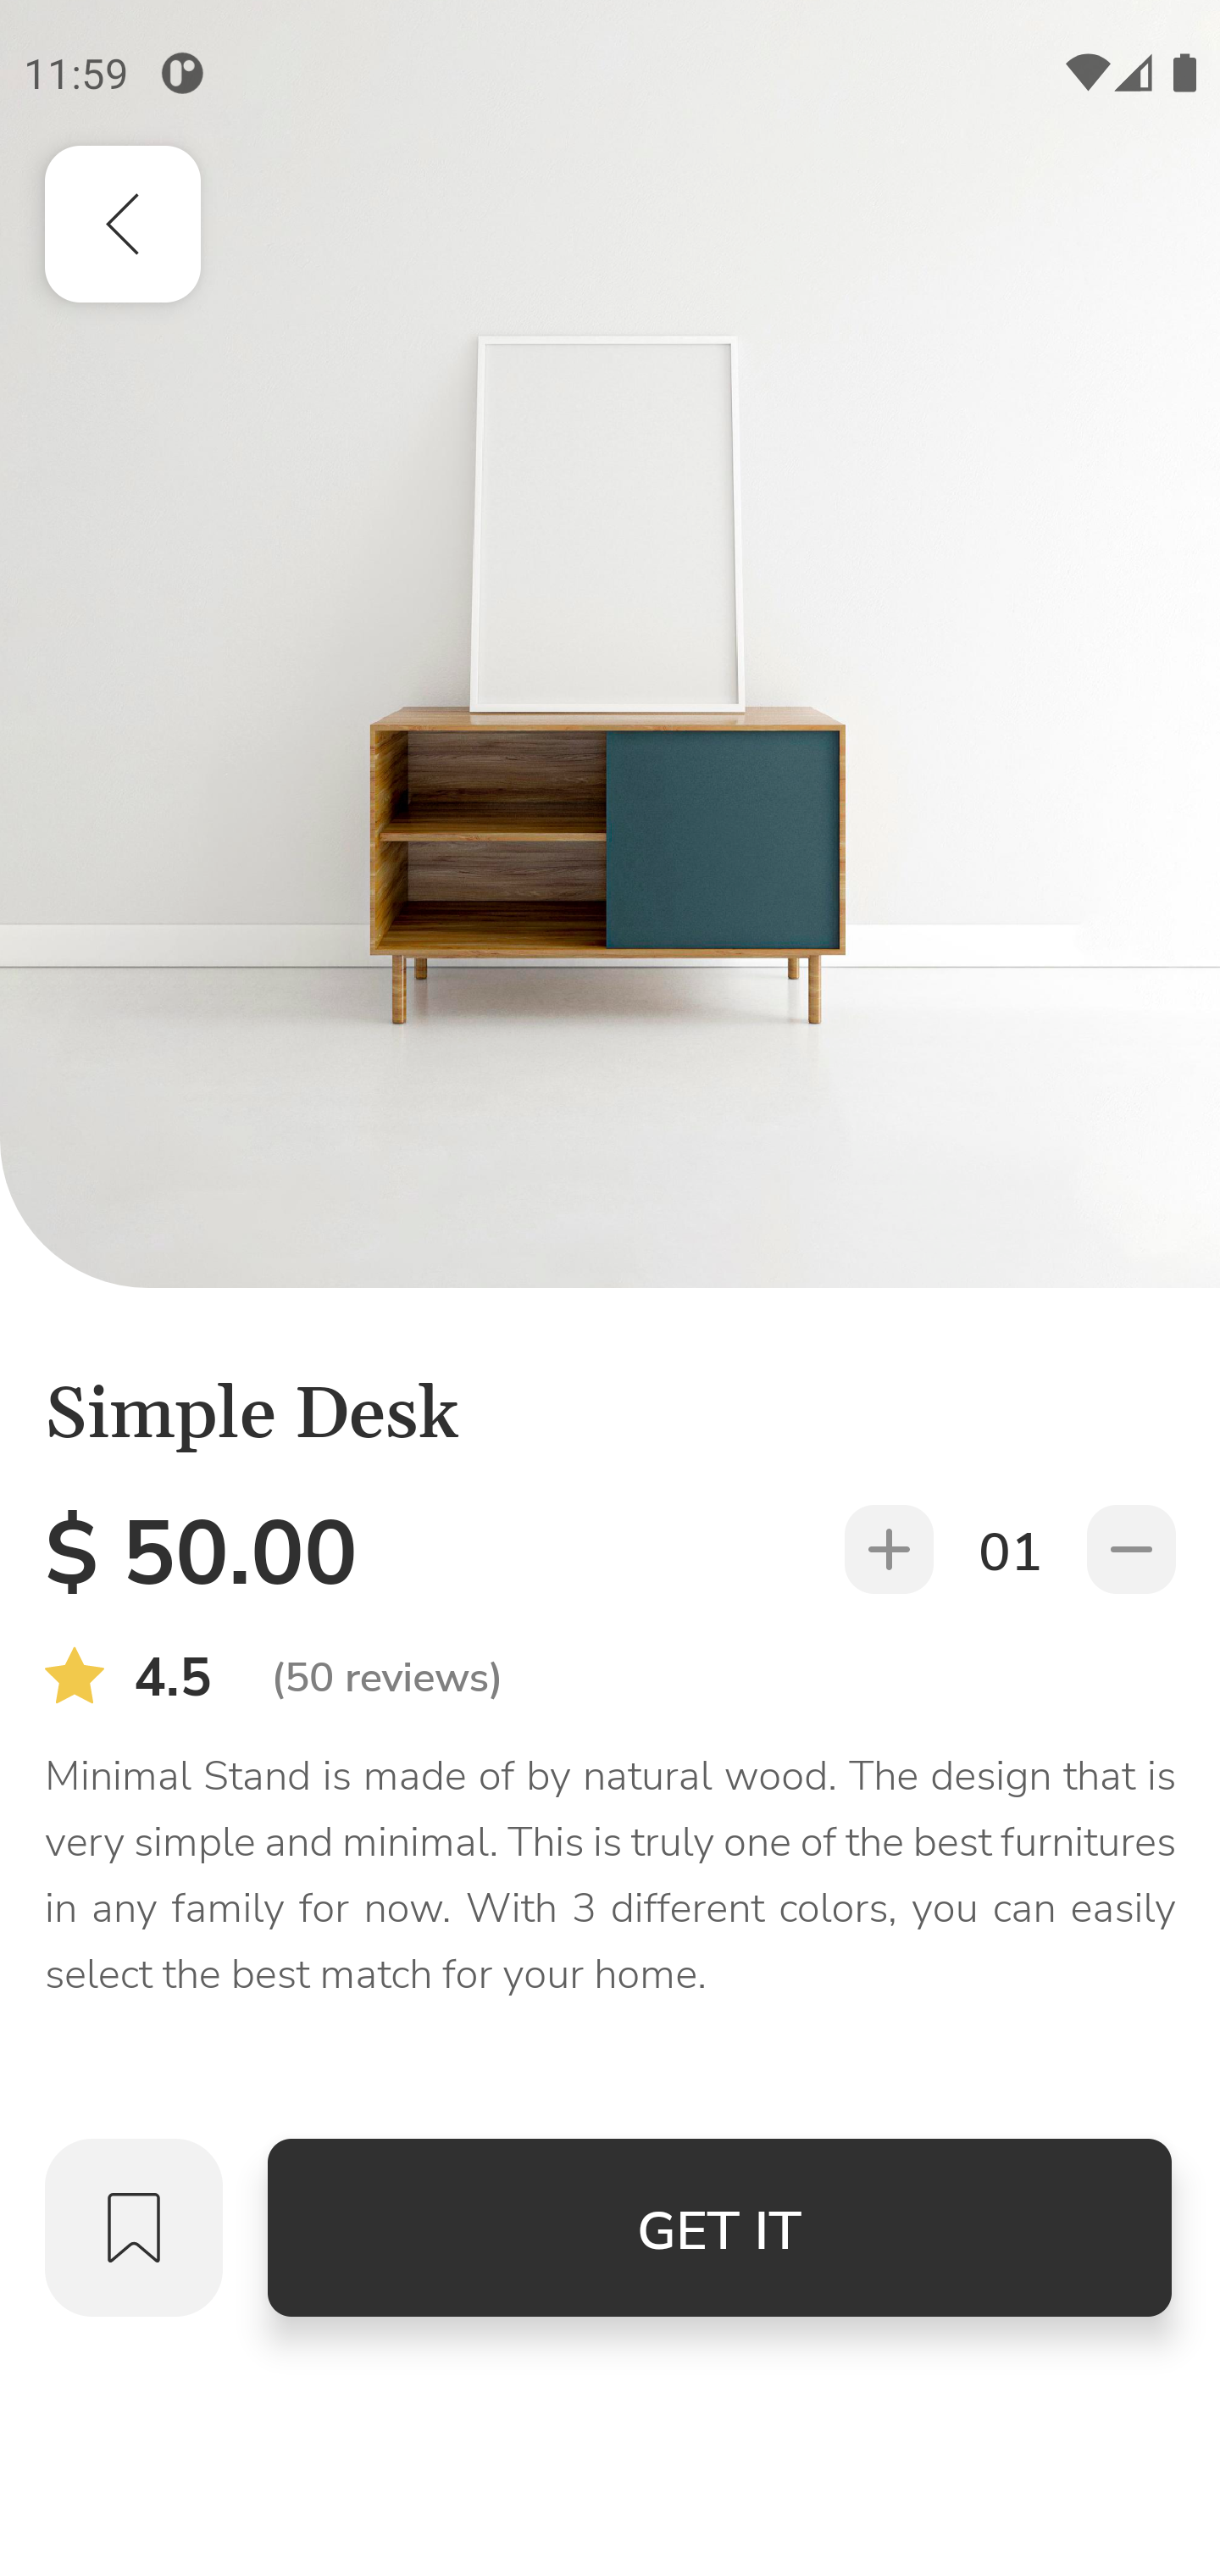 11:59
Simple Desk
$ 50.00
01
4.5 (50 reviews)
Minimal Stand is made of by natural wood. The design that is
very simple and minimal. This is truly one of the best furnitures
in any family for now. With 3 different colors, you can easily
select the best match for your home.
GET IT